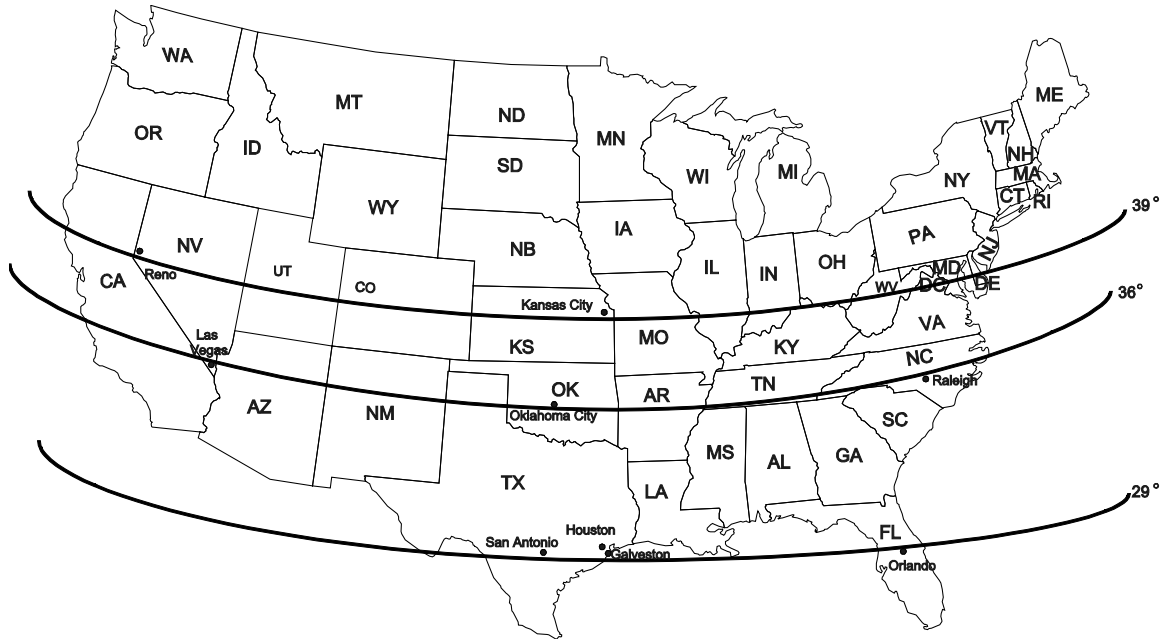 WA
MT
ND
MN
ME
OR
ID
SD
WI
MI
VT
NH
NY
MA
CT
RI
WY
39°
NV
NB
IA
PA
NJ
Reno
UT
CO
IL
IN
OH
MD
WV
DC
DE
CA
36°
Kansas City
VA
Las
Vegas
KS
MO
KY
NC
TN
Raleigh
OK
AR
AZ
NM
Oklahoma City
SC
MS
AL
GA
TX
LA
29°
Houston
FL
San Antonio
Galveston
Orlando